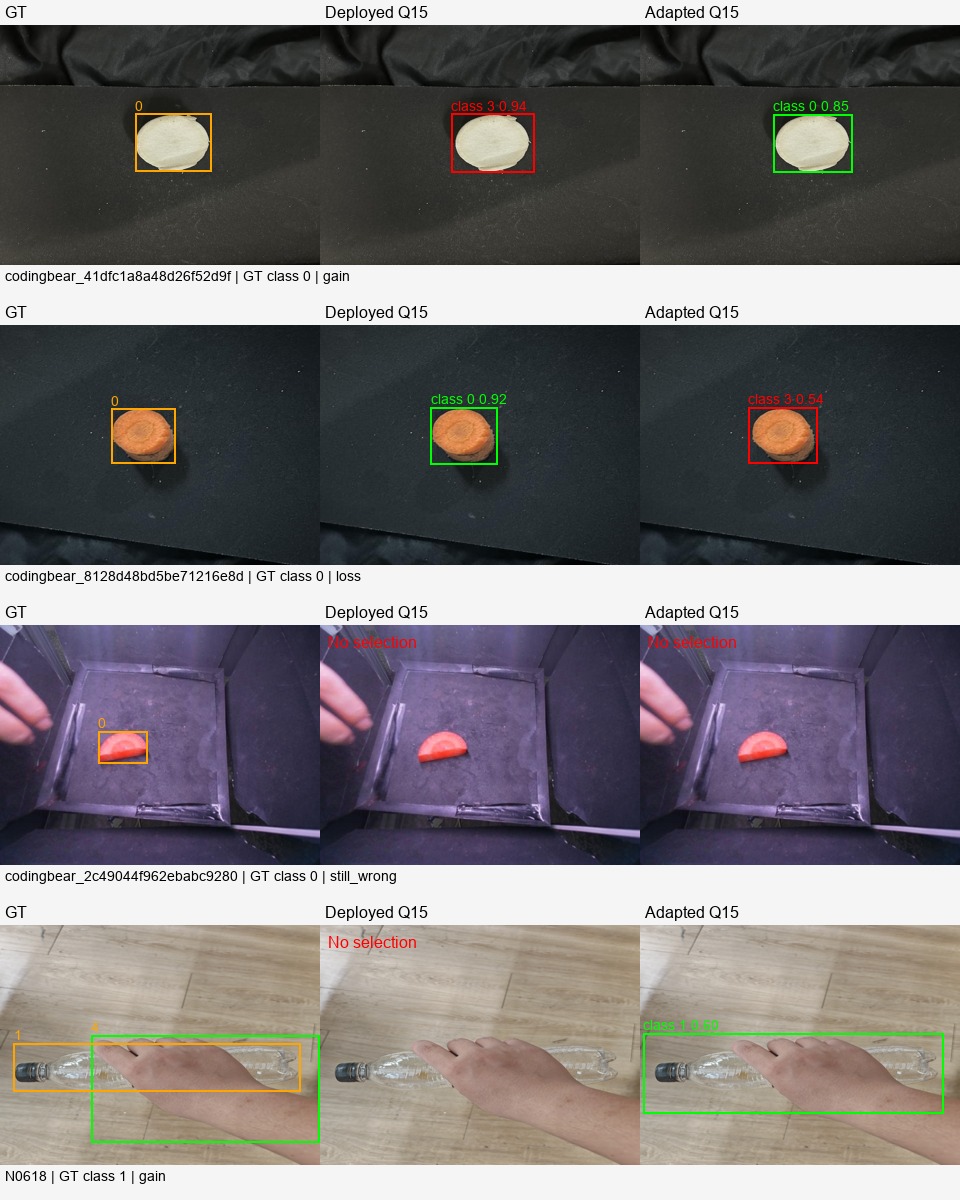 GT Deployed Q15 Adapted Q15
0 class 3 0.94 class 0 0.85
codingbear_41dfc1a8a48d26f52d9f | GT class 0 | gain
GT Deployed Q15 Adapted Q15
0 class 0 0.92 class 3 0.54
codingbear_8128d48bd5be71216e8d | GT class 0 | loss
GT Deployed Q15 Adapted Q15
No selection No selection
0
codingbear_2c49044f962ebabc9280 | GT class 0 | still_wrong
GT Deployed Q15 Adapted Q15
No selection
1 class 1
N0618 | GT class 1 | gain